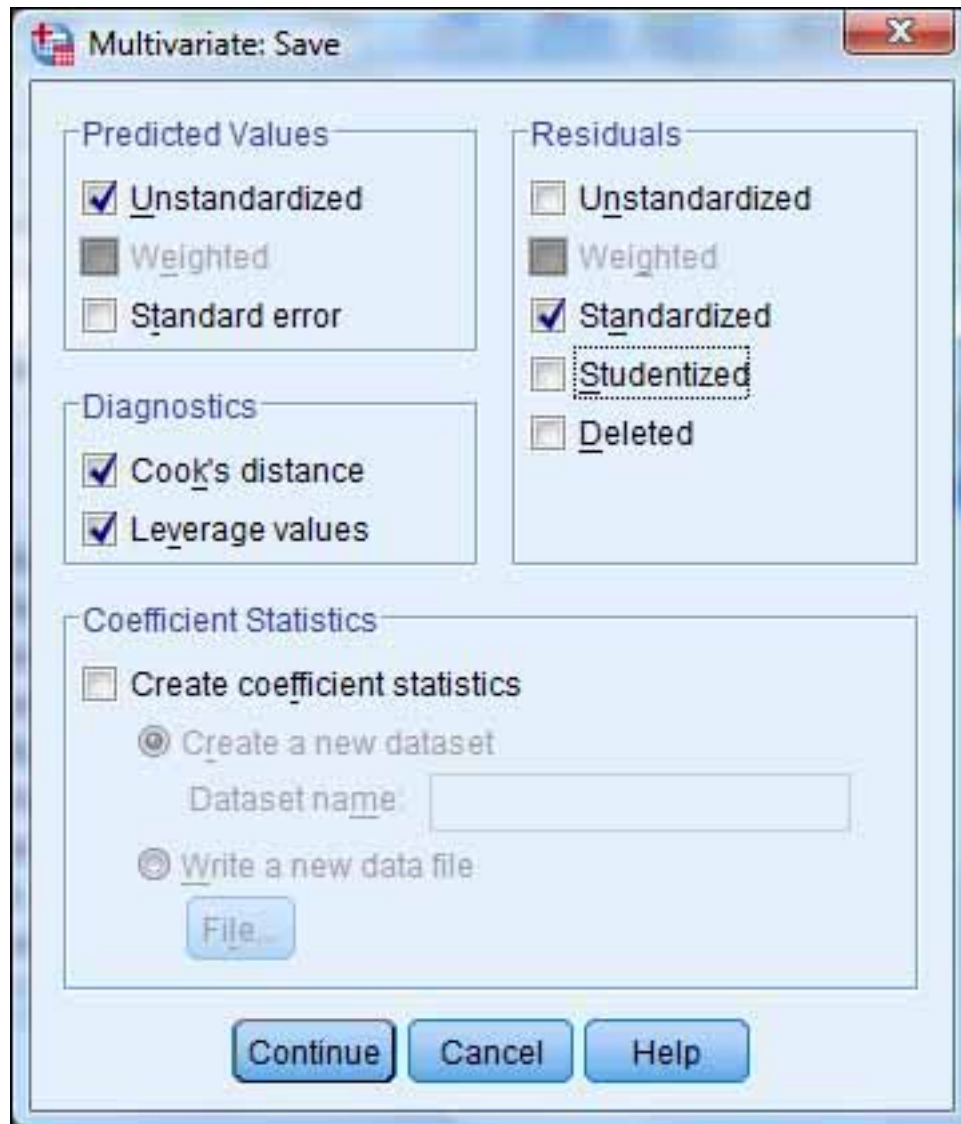 Multivariate: Save
Predicted Values
Unstandardized
Weighted
Standard error
Diagnostics
Cook's distance
Leverage values
Residuals
Unstandardized
Weighted
Standardized
Studentized
Deleted
Coefficient Statistics
Create coefficient statistics
Create a new dataset
Dataset name:
Write a new data file
File...
Continue Cancel Help